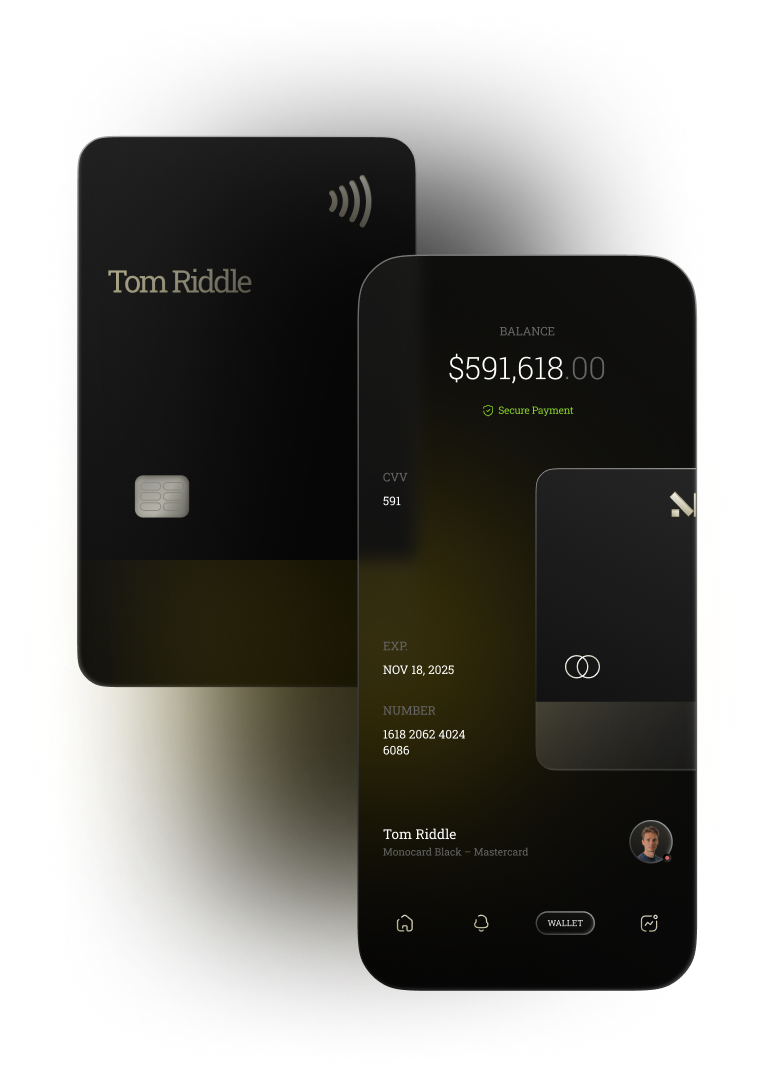 Tom Riddle
BALANCE
$591,618.00
Secure Payment
CVV
591
EXP.
NOV 18, 2025
NUMBER
1618 2062 4024
6086
Tom Riddle
Monocard Black – Mastercard
WALLET